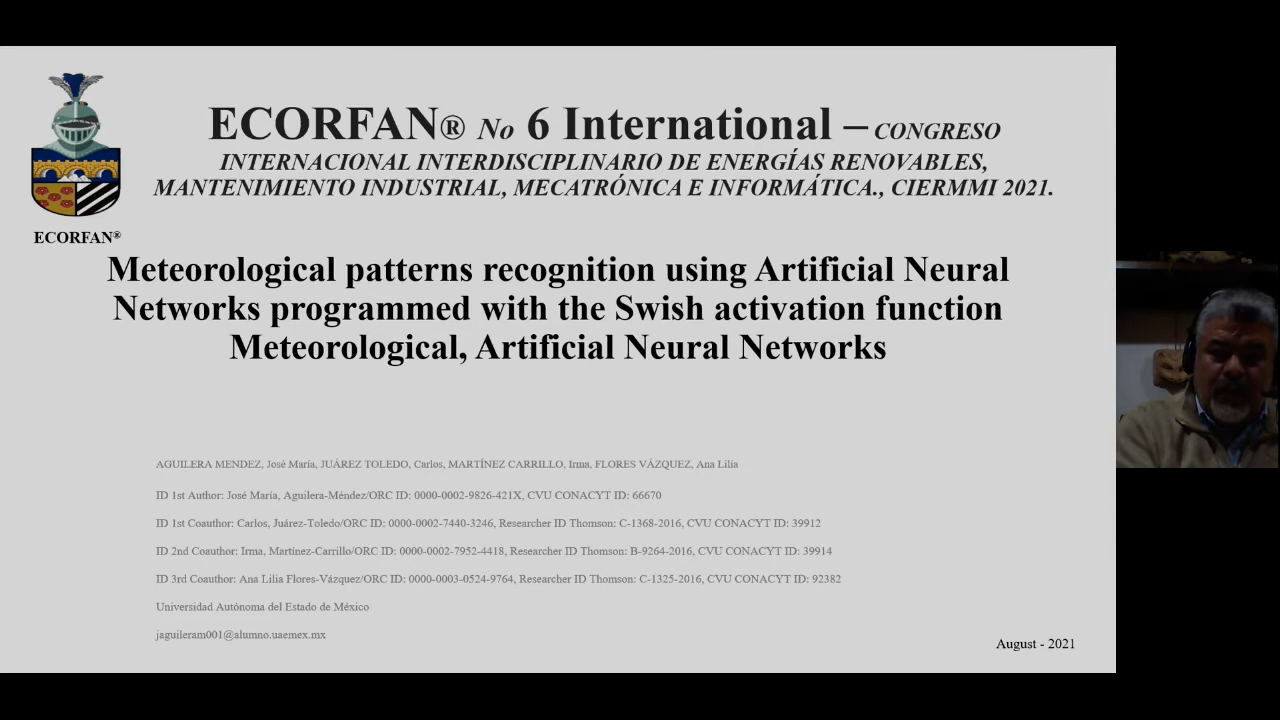 ECORFAN® No 6 International – CONGRESO
INTERNACIONAL INTERDISCIPLINARIO DE ENERGÍAS RENOVABLES,
MANTENIMIENTO INDUSTRIAL, MECATRÓNICA E INFORMÁTICA., CIERMMI 2021.
ECORFAN®
Meteorological patterns recognition using Artificial Neural
Networks programmed with the Swish activation function
Meteorological, Artificial Neural Networks
AGUILERA MENDEZ, José María, JUÁREZ TOLEDO, Carlos, MARTÍNEZ CARRILLO, Irma, FLORES VÁZQUEZ, Ana Lilia
ID 1st Author: José María, Aguilera-Méndez/ORC ID: 0000-0002-9826-421X, CVU CONACYT ID: 66670
ID 1st Coauthor: Carlos, Juárez-Toledo/ORC ID: 0000-0002-7440-3246, Researcher ID Thomson: C-1368-2016, CVU CONACYT ID: 39912
ID 2nd Coauthor: Irma, Martínez-Carrillo/ORC ID: 0000-0002-7952-4418, Researcher ID Thomson: B-9264-2016, CVU CONACYT ID: 39914
ID 3rd Coauthor: Ana Lilia Flores-Vázquez/ORC ID: 0000-0003-0524-9764, Researcher ID Thomson: C-1325-2016, CVU CONACYT ID: 92382
Universidad Autónoma del Estado de México
jaguileram001@alumno.uaemex.mx
August - 2021